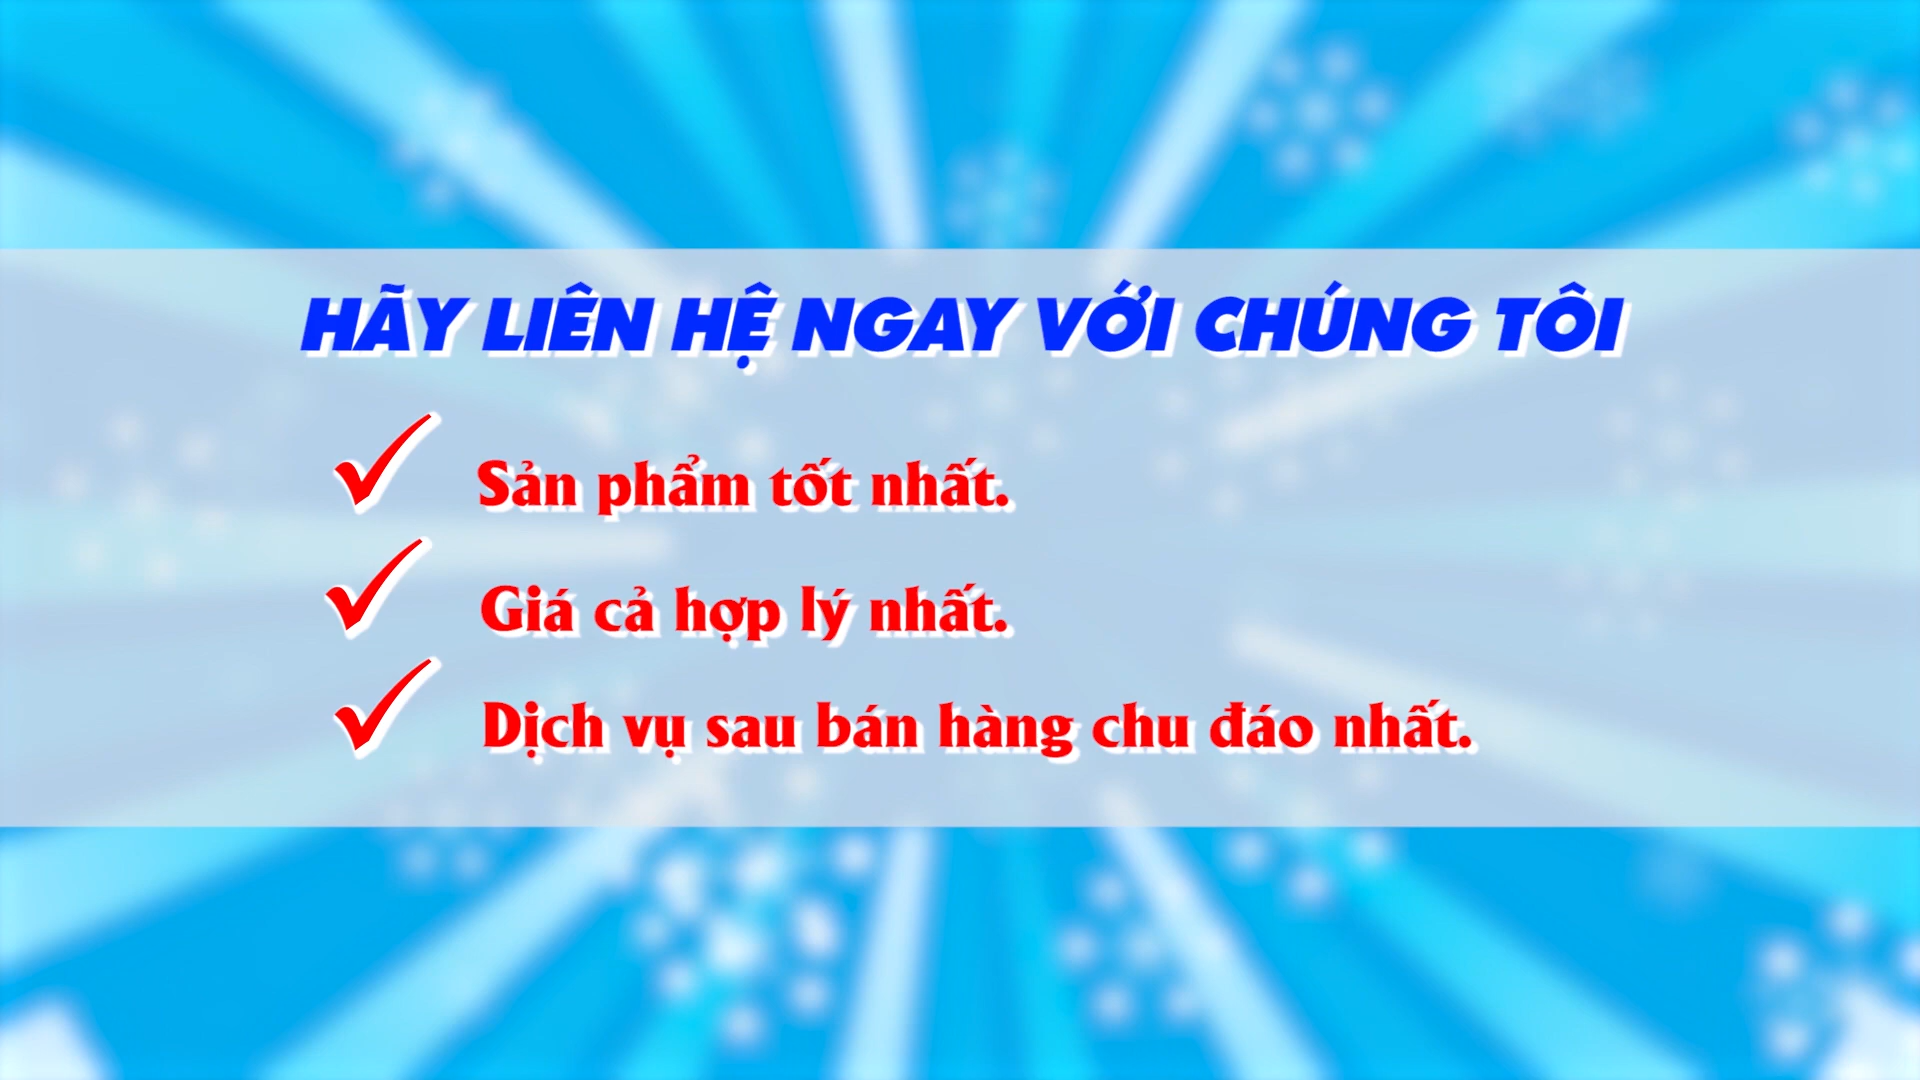 HÃY LIÊN HỆ NGAY VỚI CHÚNG TÔI
Sản phẩm tốt nhất.
Giá cả hợp lý nhất.
Dịch vụ sau bán hàng chu đáo nhất.